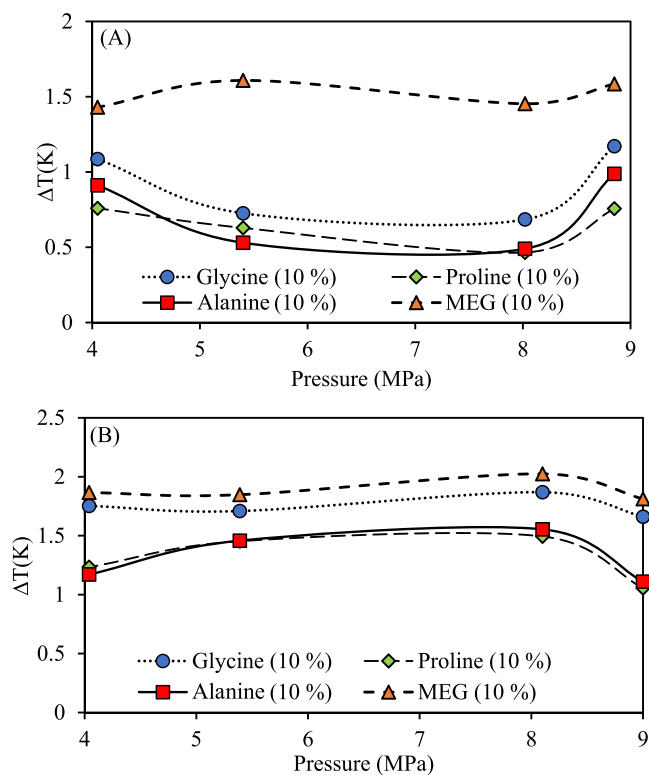 (A)
2
1.5
1
0.5
0
ΔT(K)
Glycine (10 %) Proline (10 %)
Alanine (10 %) MEG (10 %)
4 5 6 7 8 9
Pressure (MPa)
(B)
2.5
2
1.5
1
0.5
0
ΔT(K)
Glycine (10 %) Proline (10 %)
Alanine (10 %) MEG (10 %)
4 5 6 7 8 9
Pressure (MPa)